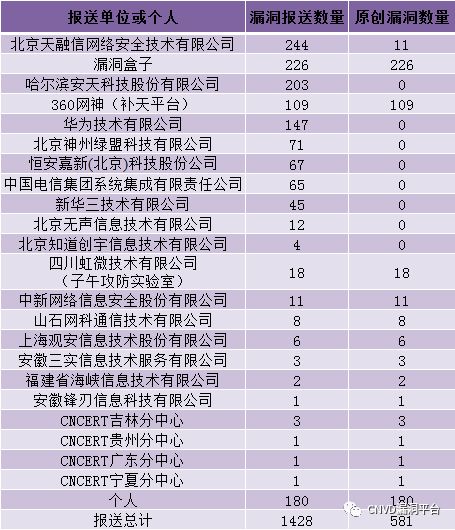 报送单位或个人 漏洞报送数量 原创漏洞数量
北京天融信网络安全技术有限公司 244 11
漏洞盒子 226 226
哈尔滨安天科技股份有限公司 203 0
360网神（补天平台） 109 109
华为技术有限公司 147 0
北京神州绿盟科技有限公司 71 0
恒安嘉新(北京)科技股份公司 67 0
中国电信集团系统集成有限责任公司 65 0
新华三技术有限公司 45 0
北京无声信息技术有限公司 12 0
北京知道创宇信息技术有限公司 4 0
四川虹微技术有限公司
（子午攻防实验室） 18 18
中新网络信息安全股份有限公司 11 11
山石网科通信技术有限公司 8 8
上海观安信息技术股份有限公司 6 6
安徽三实信息技术服务有限公司 3 3
福建省海峡信息技术有限公司 2 2
安徽锋刃信息科技有限公司 1 1
CNCERT吉林分中心 3 3
CNCERT贵州分中心 1 1
CNCERT广东分中心 1 1
CNCERT宁夏分中心 1 1
个人 180 180
报送总计 1428 581
CNVD漏洞平台